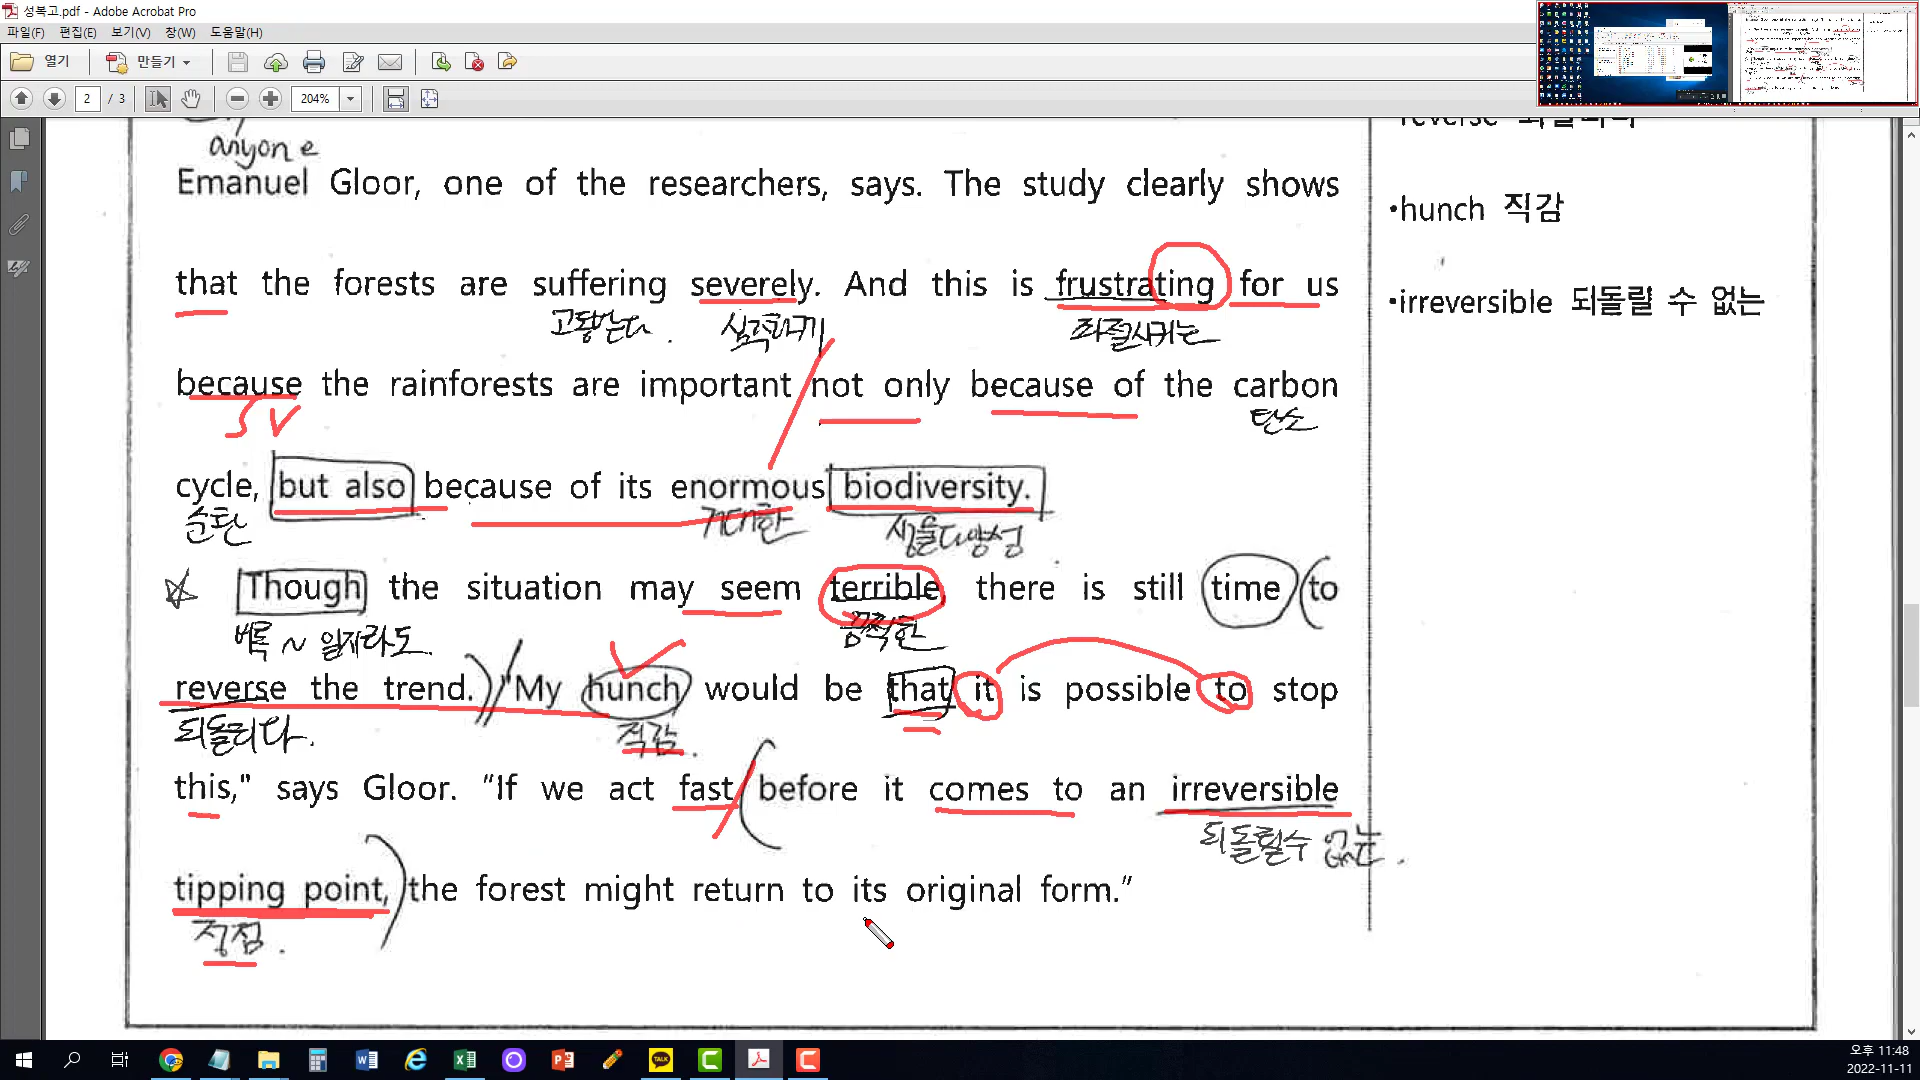 성복고.pdf - Adobe Acrobat Pro
파일(F) 편집(E) 보기(V) 창(W) 도움말(H)
열기 만들기
2 / 3 204%
anyone
Emanuel Gloor, one of the researchers, says. The study clearly shows
•hunch 직감
that the forests are suffering severely. And this is frustrating for us
•irreversible 되돌릴 수 없는
고통받다. 심각하게 좌절시키는
because the rainforests are important not only because of the carbon
S V 탄소
cycle, but also because of its enormous biodiversity.
순환 거대한 생물다양성
Though the situation may seem terrible there is still time to
비록 ~ 일지라도. 끔찍한
reverse the trend. "My hunch would be that it is possible to stop
되돌리다. 직감.
this," says Gloor. "If we act fast before it comes to an irreversible
되돌릴수 없는.
tipping point, the forest might return to its original form."
정점.
TALK
오후 11:48
2022-11-11